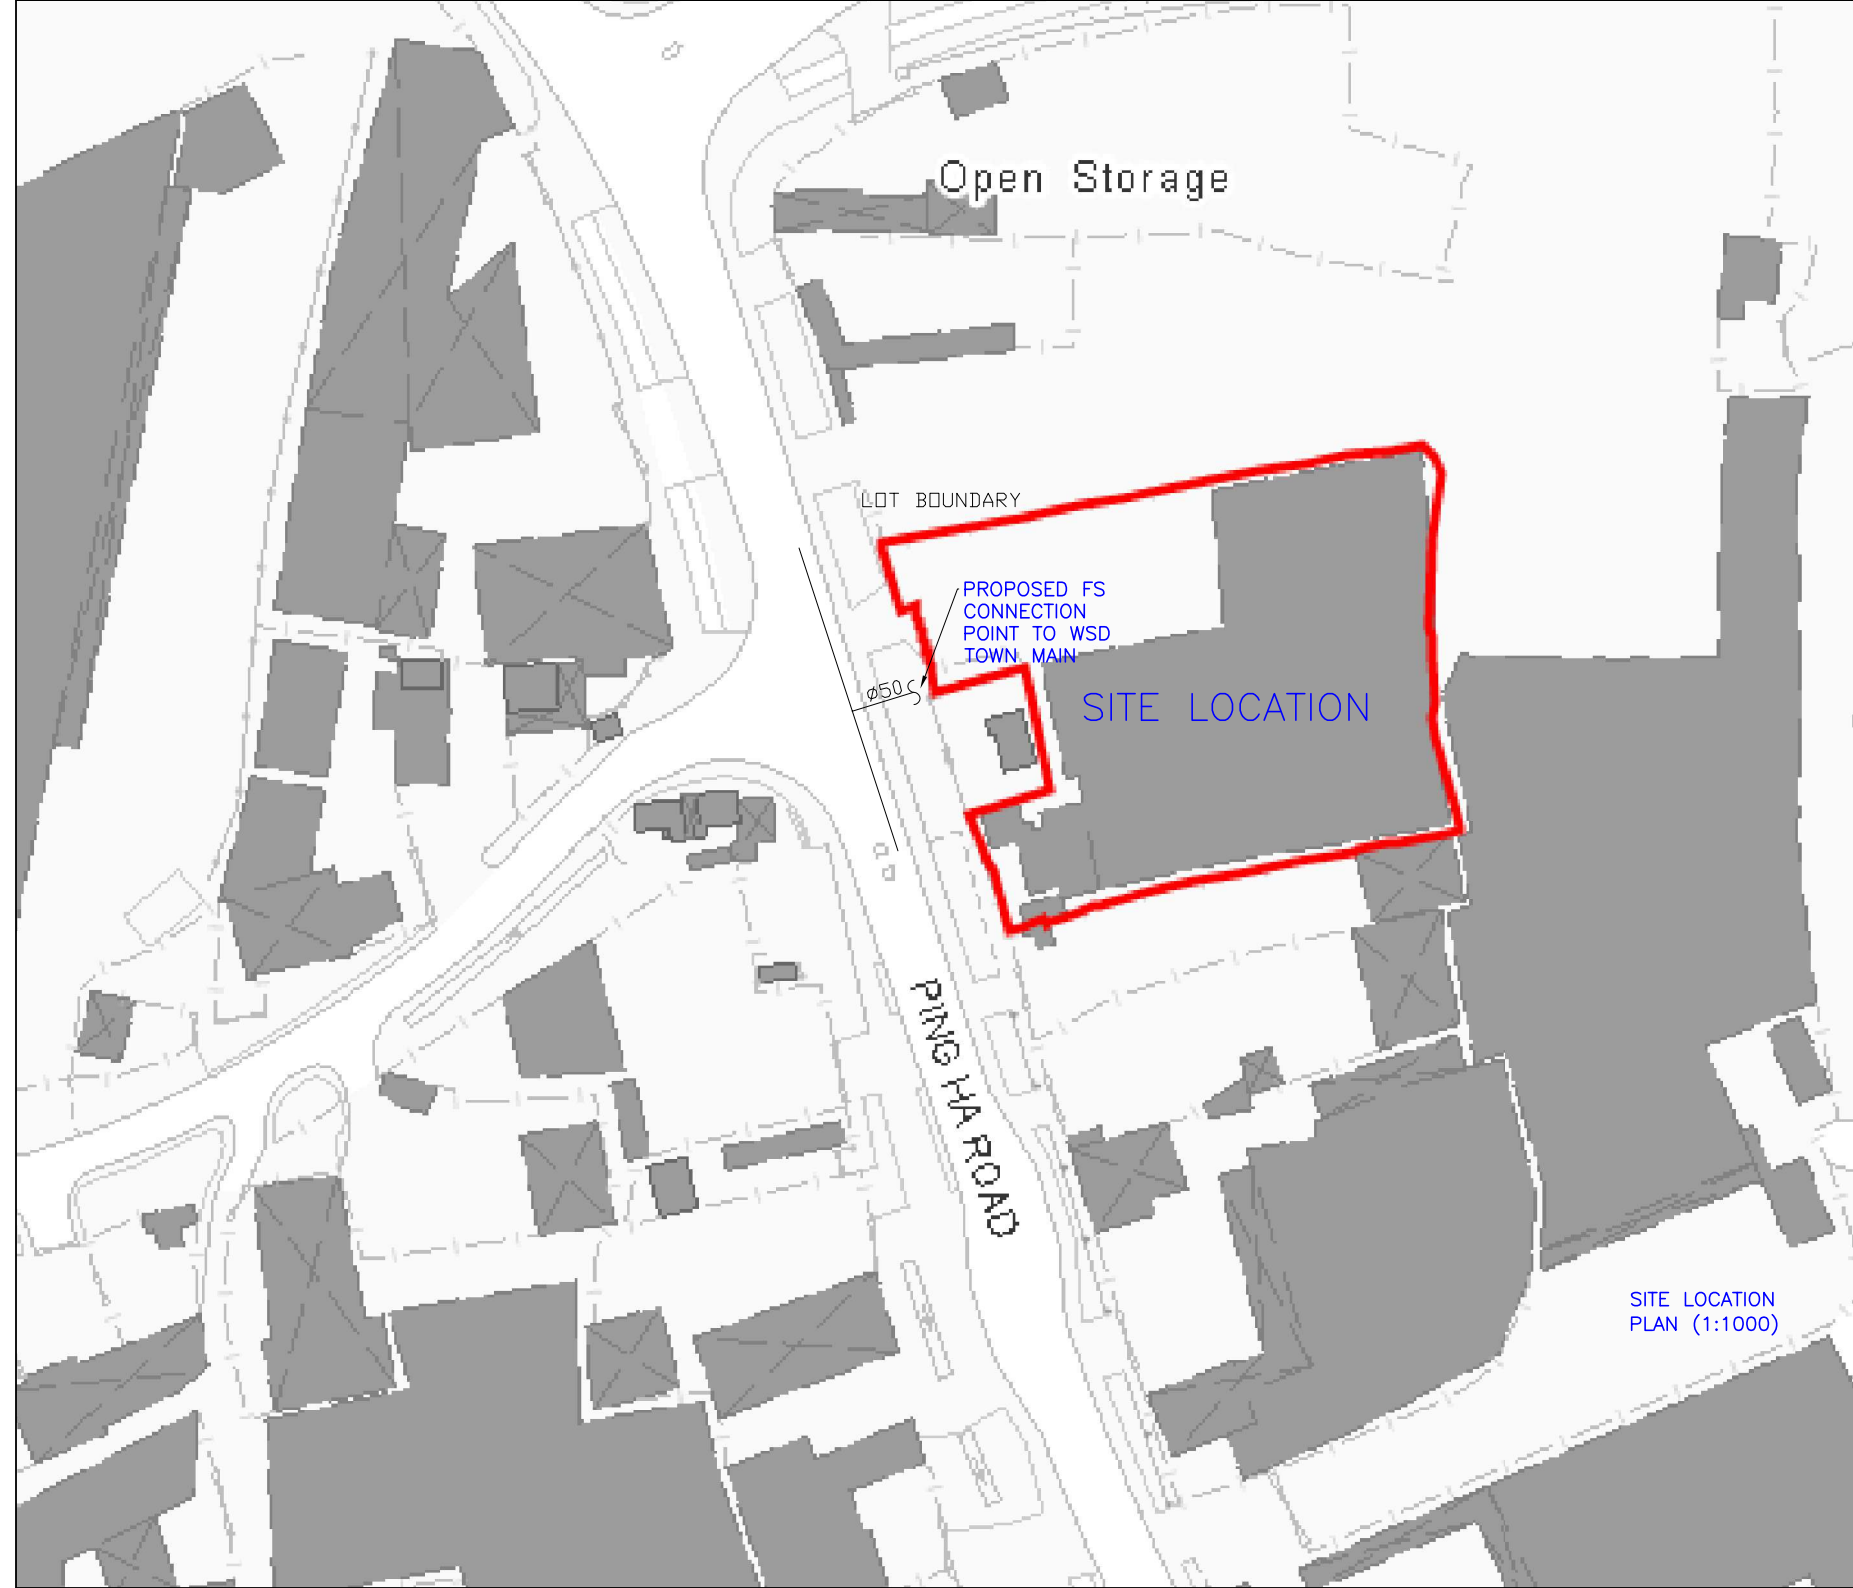 Open Storage
LOT BOUNDARY
PROPOSED FS
CONNECTION
POINT TO WSD
TOWN MAIN
ø50
SITE LOCATION
PING HA ROAD
SITE LOCATION
PLAN (1:1000)